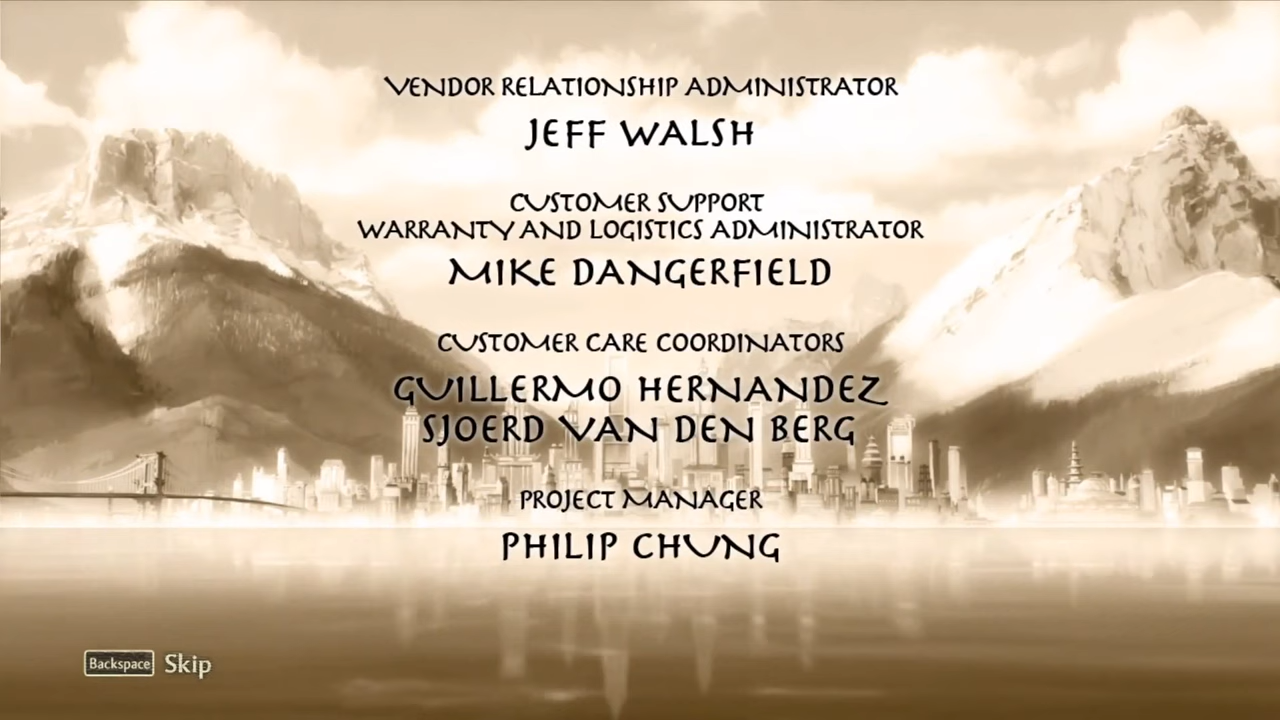 VENDOR RELATIONSHIP ADMINISTRATOR
JEFF WALSH
CUSTOMER SUPPORT
WARRANTY AND LOGISTICS ADMINISTRATOR
MIKE DANGERFIELD
CUSTOMER CARE COORDINATORS
GUILLERMO HERNANDEZ
SJOERD VAN DEN BERG
PROJECT MANAGER
PHILIP CHUNG
Backspace Skip